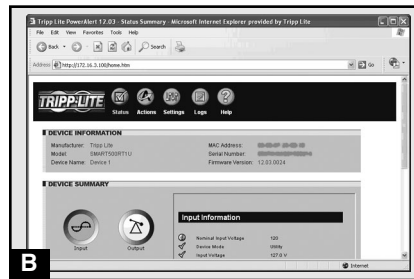 Tripp Lite PowerAlert 12.03 - Status Summary - Microsoft Internet Explorer provided by Tripp Lite
File Edit View Favorites Tools Help
Back Search
Address http://172.16.3.100/home.htm Go
TRIPP·LITE
Status Actions Settings Logs Help
DEVICE INFORMATION
Manufacturer: Tripp Lite MAC Address:
Model: SMART500RT1U Serial Number:
Device Name: Device 1 Firmware Version: 12.03.0024
DEVICE SUMMARY
Input Information
Input Output
Nominal Input Voltage 120
Device Mode Utility
Input Voltage 127.0 V
Internet
B